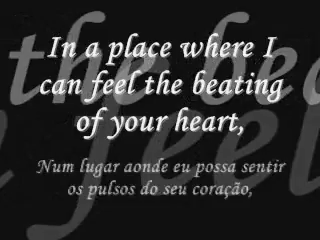 In a place where I
can feel the beating
of your heart,
Num lugar aonde eu possa sentir
os pulsos do seu coração,